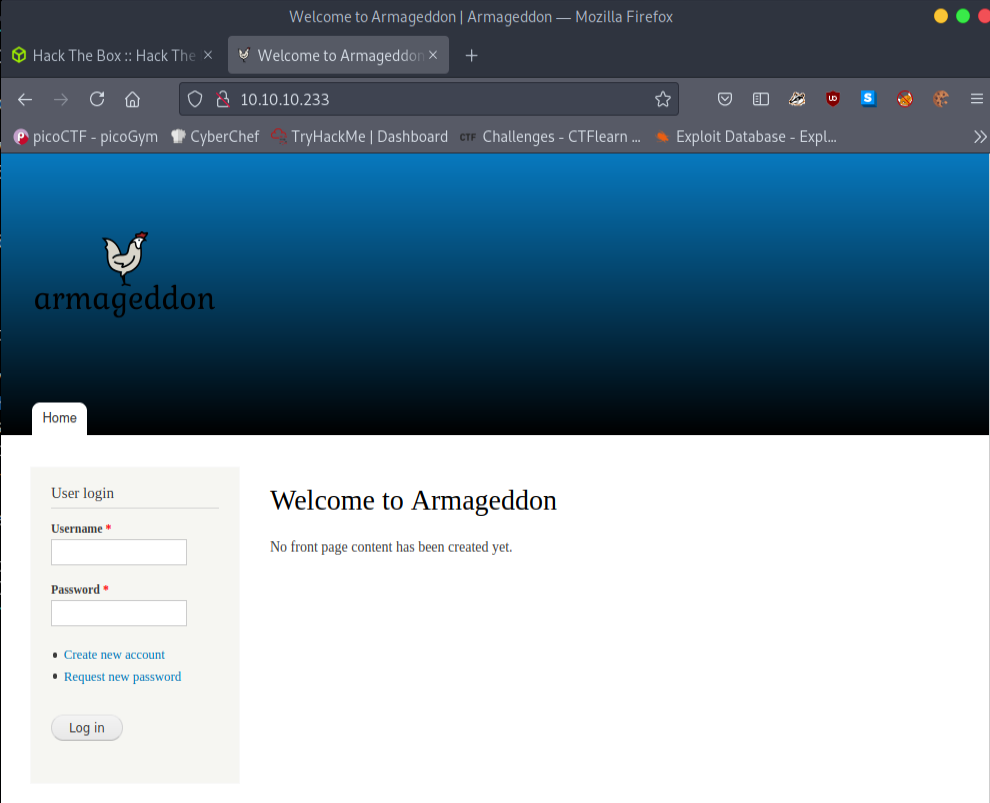 Welcome to Armageddon | Armageddon — Mozilla Firefox
Hack The Box :: Hack The
Welcome to Armageddon
10.10.10.233
picoCTF - picoGym
CyberChef
TryHackMe | Dashboard
CTF Challenges - CTFlearn ...
Exploit Database - Expl...
armageddon
Home
User login
Username *
Password *
Create new account
Request new password
Log in
Welcome to Armageddon
No front page content has been created yet.